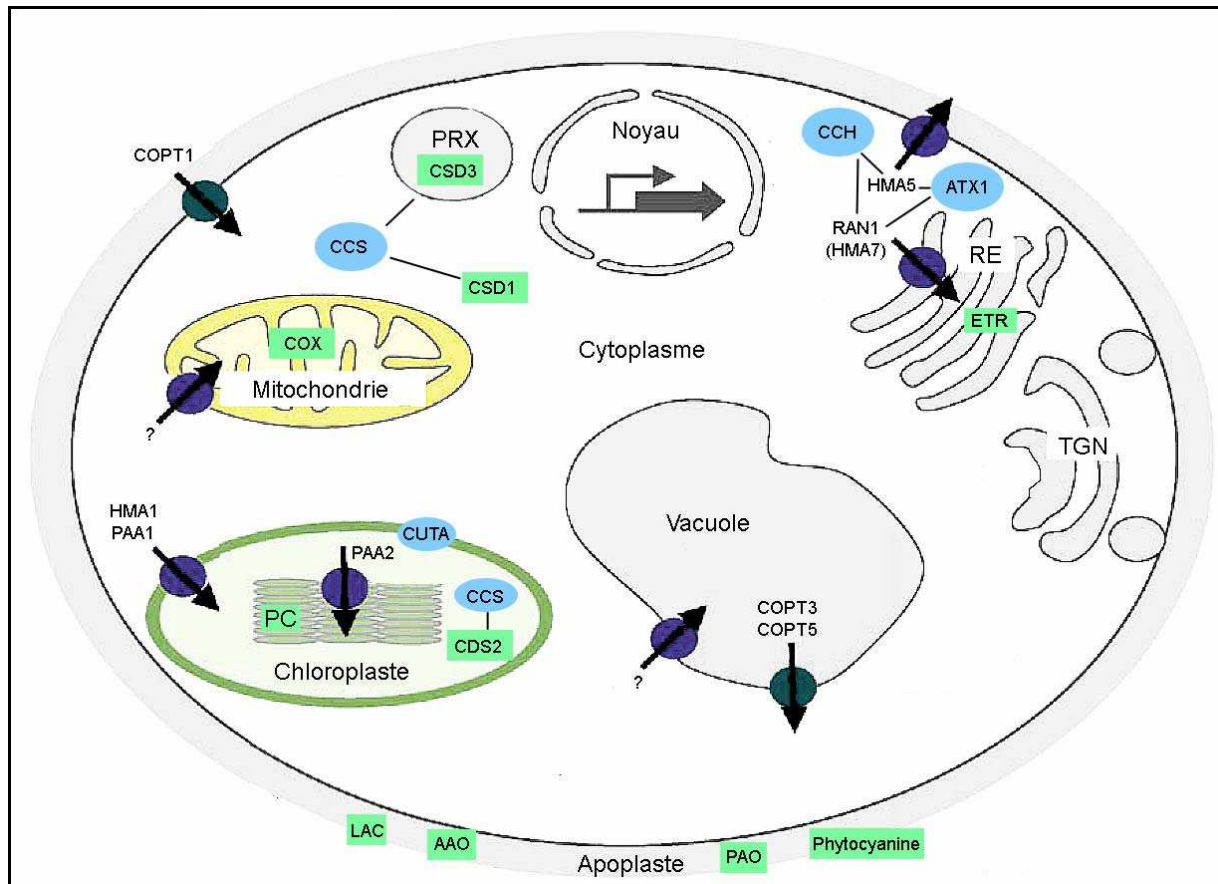 COPT1
PRX
CSD3
CCS
CSD1
Noyau
CCH
HMA5
ATX1
RAN1
(HMA7)
RE
ETR
COX
Mitochondrie
?
Cytoplasme
TGN
HMA1
PAA1
CUTA
PAA2
PC
CCS
CDS2
Chloroplaste
Vacuole
COPT3
COPT5
?
LAC
AAO
Apoplaste
PAO
Phytocyanine